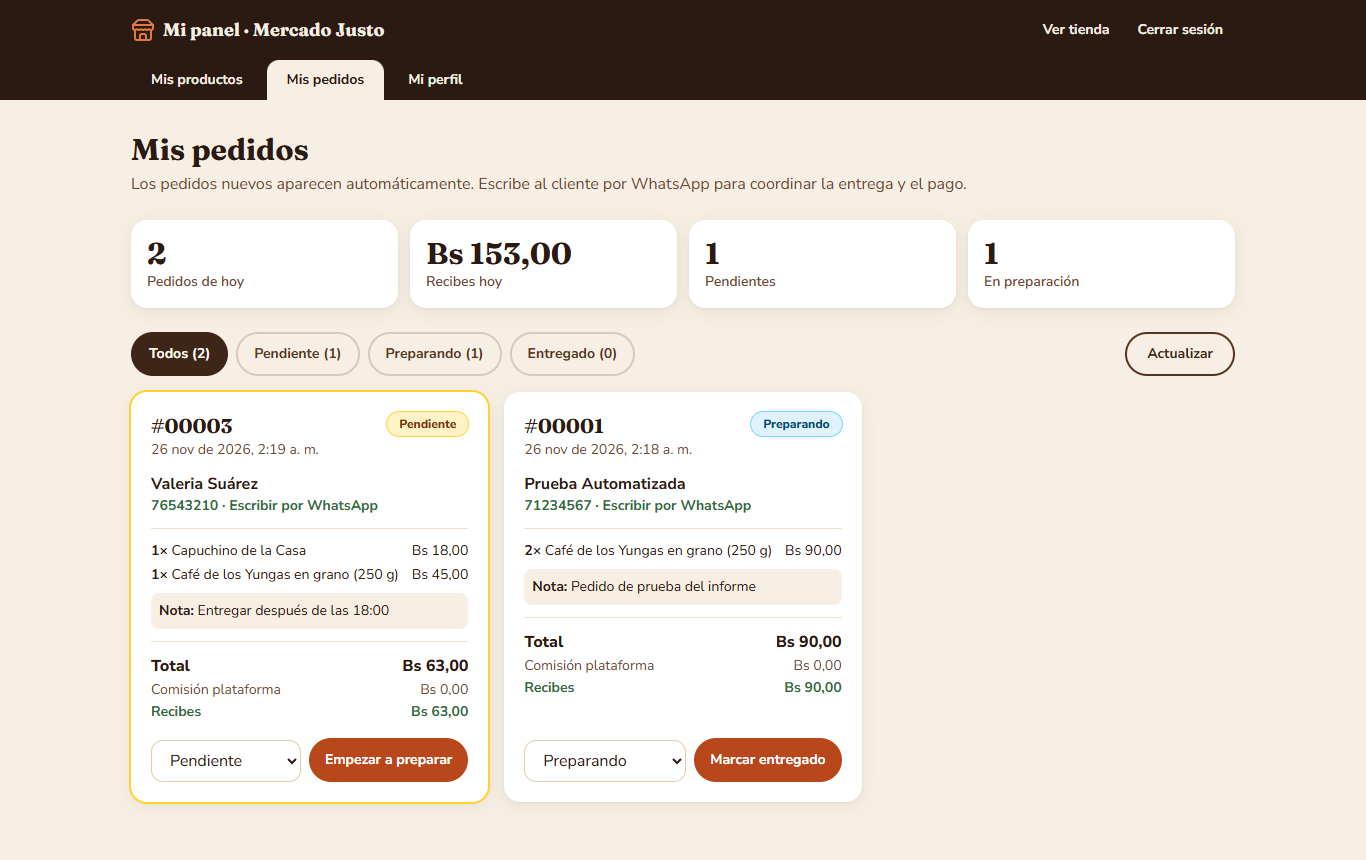 Mi panel · Mercado Justo
Ver tienda
Cerrar sesión
Mis productos
Mis pedidos
Mi perfil
Mis pedidos
Los pedidos nuevos aparecen automáticamente. Escribe al cliente por WhatsApp para coordinar la entrega y el pago.
2
Pedidos de hoy
Bs 153,00
Recibes hoy
1
Pendientes
1
En preparación
Todos (2)
Pendiente (1)
Preparando (1)
Entregado (0)
Actualizar
#00003
Pendiente
26 nov de 2026, 2:19 a. m.
Valeria Suárez
76543210 · Escribir por WhatsApp
1× Capuchino de la Casa Bs 18,00
1× Café de los Yungas en grano (250 g) Bs 45,00
Nota: Entregar después de las 18:00
Total Bs 63,00
Comisión plataforma Bs 0,00
Recibes Bs 63,00
Pendiente
Empezar a preparar
#00001
Preparando
26 nov de 2026, 2:18 a. m.
Prueba Automatizada
71234567 · Escribir por WhatsApp
2× Café de los Yungas en grano (250 g) Bs 90,00
Nota: Pedido de prueba del informe
Total Bs 90,00
Comisión plataforma Bs 0,00
Recibes Bs 90,00
Preparando
Marcar entregado